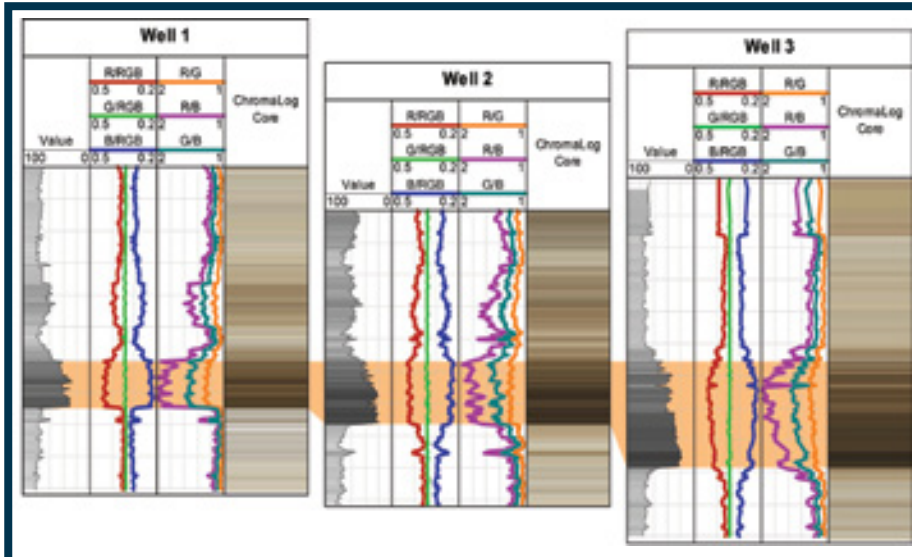 Well 1
R/RGB R/G
0.5 0.2 2 1
G/RGB R/B ChromaLog
0.5 0.2 2 1 Core
Value B/RGB G/B
100 0 0.5 0.2 2 1
Well 2
R/RGB R/G
0.5 0.2 2 1
G/RGB R/B ChromaLog
0.5 0.2 2 1 Core
Value B/RGB G/B
100 0 0.5 0.2 2 1
Well 3
R/RGB R/G
0.5 0.2 2 1
G/RGB R/B ChromaLog
0.5 0.2 2 1 Core
Value B/RGB G/B
100 0 0.5 0.2 2 1